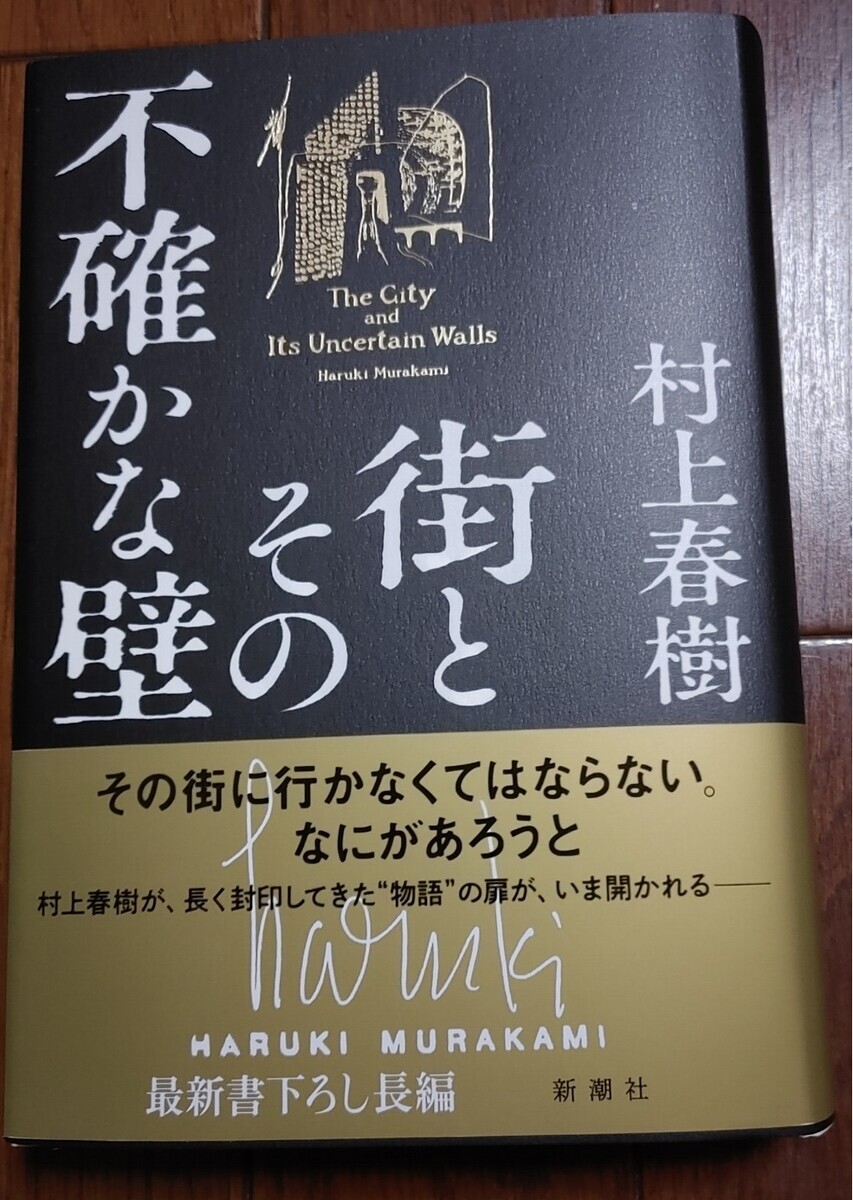 村上春樹
街と
その
不確かな壁
The City
and
Its Uncertain Walls
Haruki Murakami
その街に行かなくてはならない。
なにがあろうと
村上春樹が、長く封印してきた“物語”の扉が、いま開かれる――
haruki
HARUKI MURAKAMI
最新書下ろし長編
新潮社